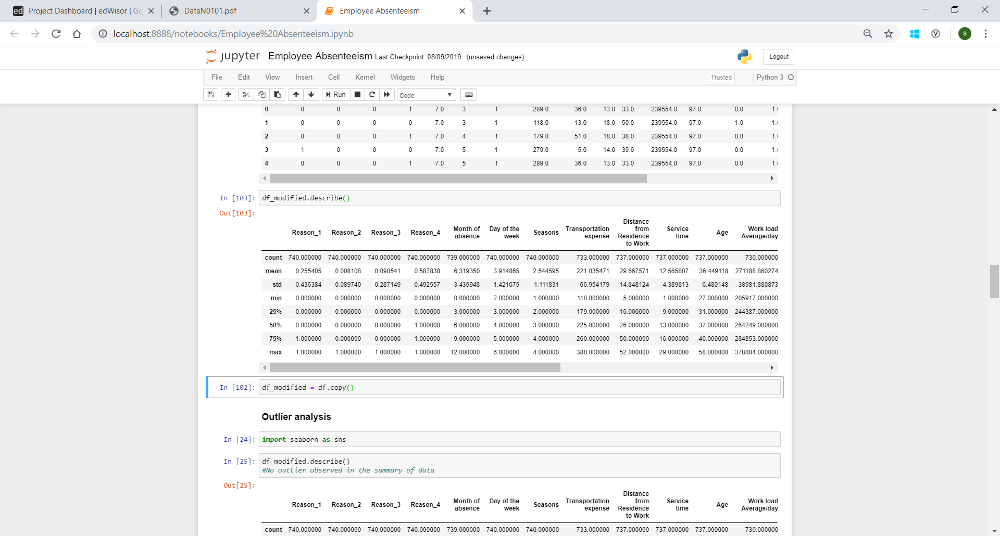 ed Project Dashboard | edWisor | Ge
DataN0101.pdf
Employee Absenteeism
localhost:8888/notebooks/Employee%20Absenteeism.ipynb
S
jupyter Employee Absenteeism Last Checkpoint: 08/09/2019 (unsaved changes)
Logout
File Edit View Insert Cell Kernel Widgets Help
Trusted Python 3
Run Code
0 0 0 0 1 7.0 3 1 289.0 36.0 13.0 33.0 239554.0 97.0 0.0 1.
1 0 0 0 0 7.0 3 1 118.0 13.0 18.0 50.0 239554.0 97.0 1.0 1.
2 0 0 0 1 7.0 4 1 179.0 51.0 18.0 38.0 239554.0 97.0 0.0 1.
3 1 0 0 0 7.0 5 1 279.0 5.0 14.0 39.0 239554.0 97.0 0.0 1.
4 0 0 0 1 7.0 5 1 289.0 36.0 13.0 33.0 239554.0 97.0 0.0 1.
In [103]: df_modified.describe()
Out[103]:
Reason_1 Reason_2 Reason_3 Reason_4 Month of absence Day of the week Seasons Transportation expense Distance from Residence to Work Service time Age Work load Average/day
count 740.000000 740.000000 740.000000 740.000000 739.000000 740.000000 740.000000 733.000000 737.000000 737.000000 737.000000 730.000000
mean 0.255405 0.008108 0.090541 0.587838 6.319350 3.914865 2.544595 221.035471 29.667571 12.565807 36.449118 271188.860274
std 0.436384 0.089740 0.287149 0.492557 3.435948 1.421675 1.111831 66.954179 14.848124 4.389813 6.480148 38981.880873
min 0.000000 0.000000 0.000000 0.000000 0.000000 2.000000 1.000000 118.000000 5.000000 1.000000 27.000000 205917.000000
25% 0.000000 0.000000 0.000000 0.000000 3.000000 3.000000 2.000000 179.000000 16.000000 9.000000 31.000000 244387.000000
50% 0.000000 0.000000 0.000000 1.000000 6.000000 4.000000 3.000000 225.000000 26.000000 13.000000 37.000000 264249.000000
75% 1.000000 0.000000 0.000000 1.000000 9.000000 5.000000 4.000000 260.000000 50.000000 16.000000 40.000000 284853.000000
max 1.000000 1.000000 1.000000 1.000000 12.000000 6.000000 4.000000 388.000000 52.000000 29.000000 58.000000 378884.000000
In [102]: df_modified = df.copy()
Outlier analysis
In [24]: import seaborn as sns
In [25]: df_modified.describe()
#No outlier observed in the summary of data
Out[25]:
Reason_1 Reason_2 Reason_3 Reason_4 Month of absence Day of the week Seasons Transportation expense Distance from Residence to Work Service time Age Work load Average/day
count 740.000000 740.000000 740.000000 740.000000 739.000000 740.000000 740.000000 733.000000 737.000000 737.000000 737.000000 730.000000